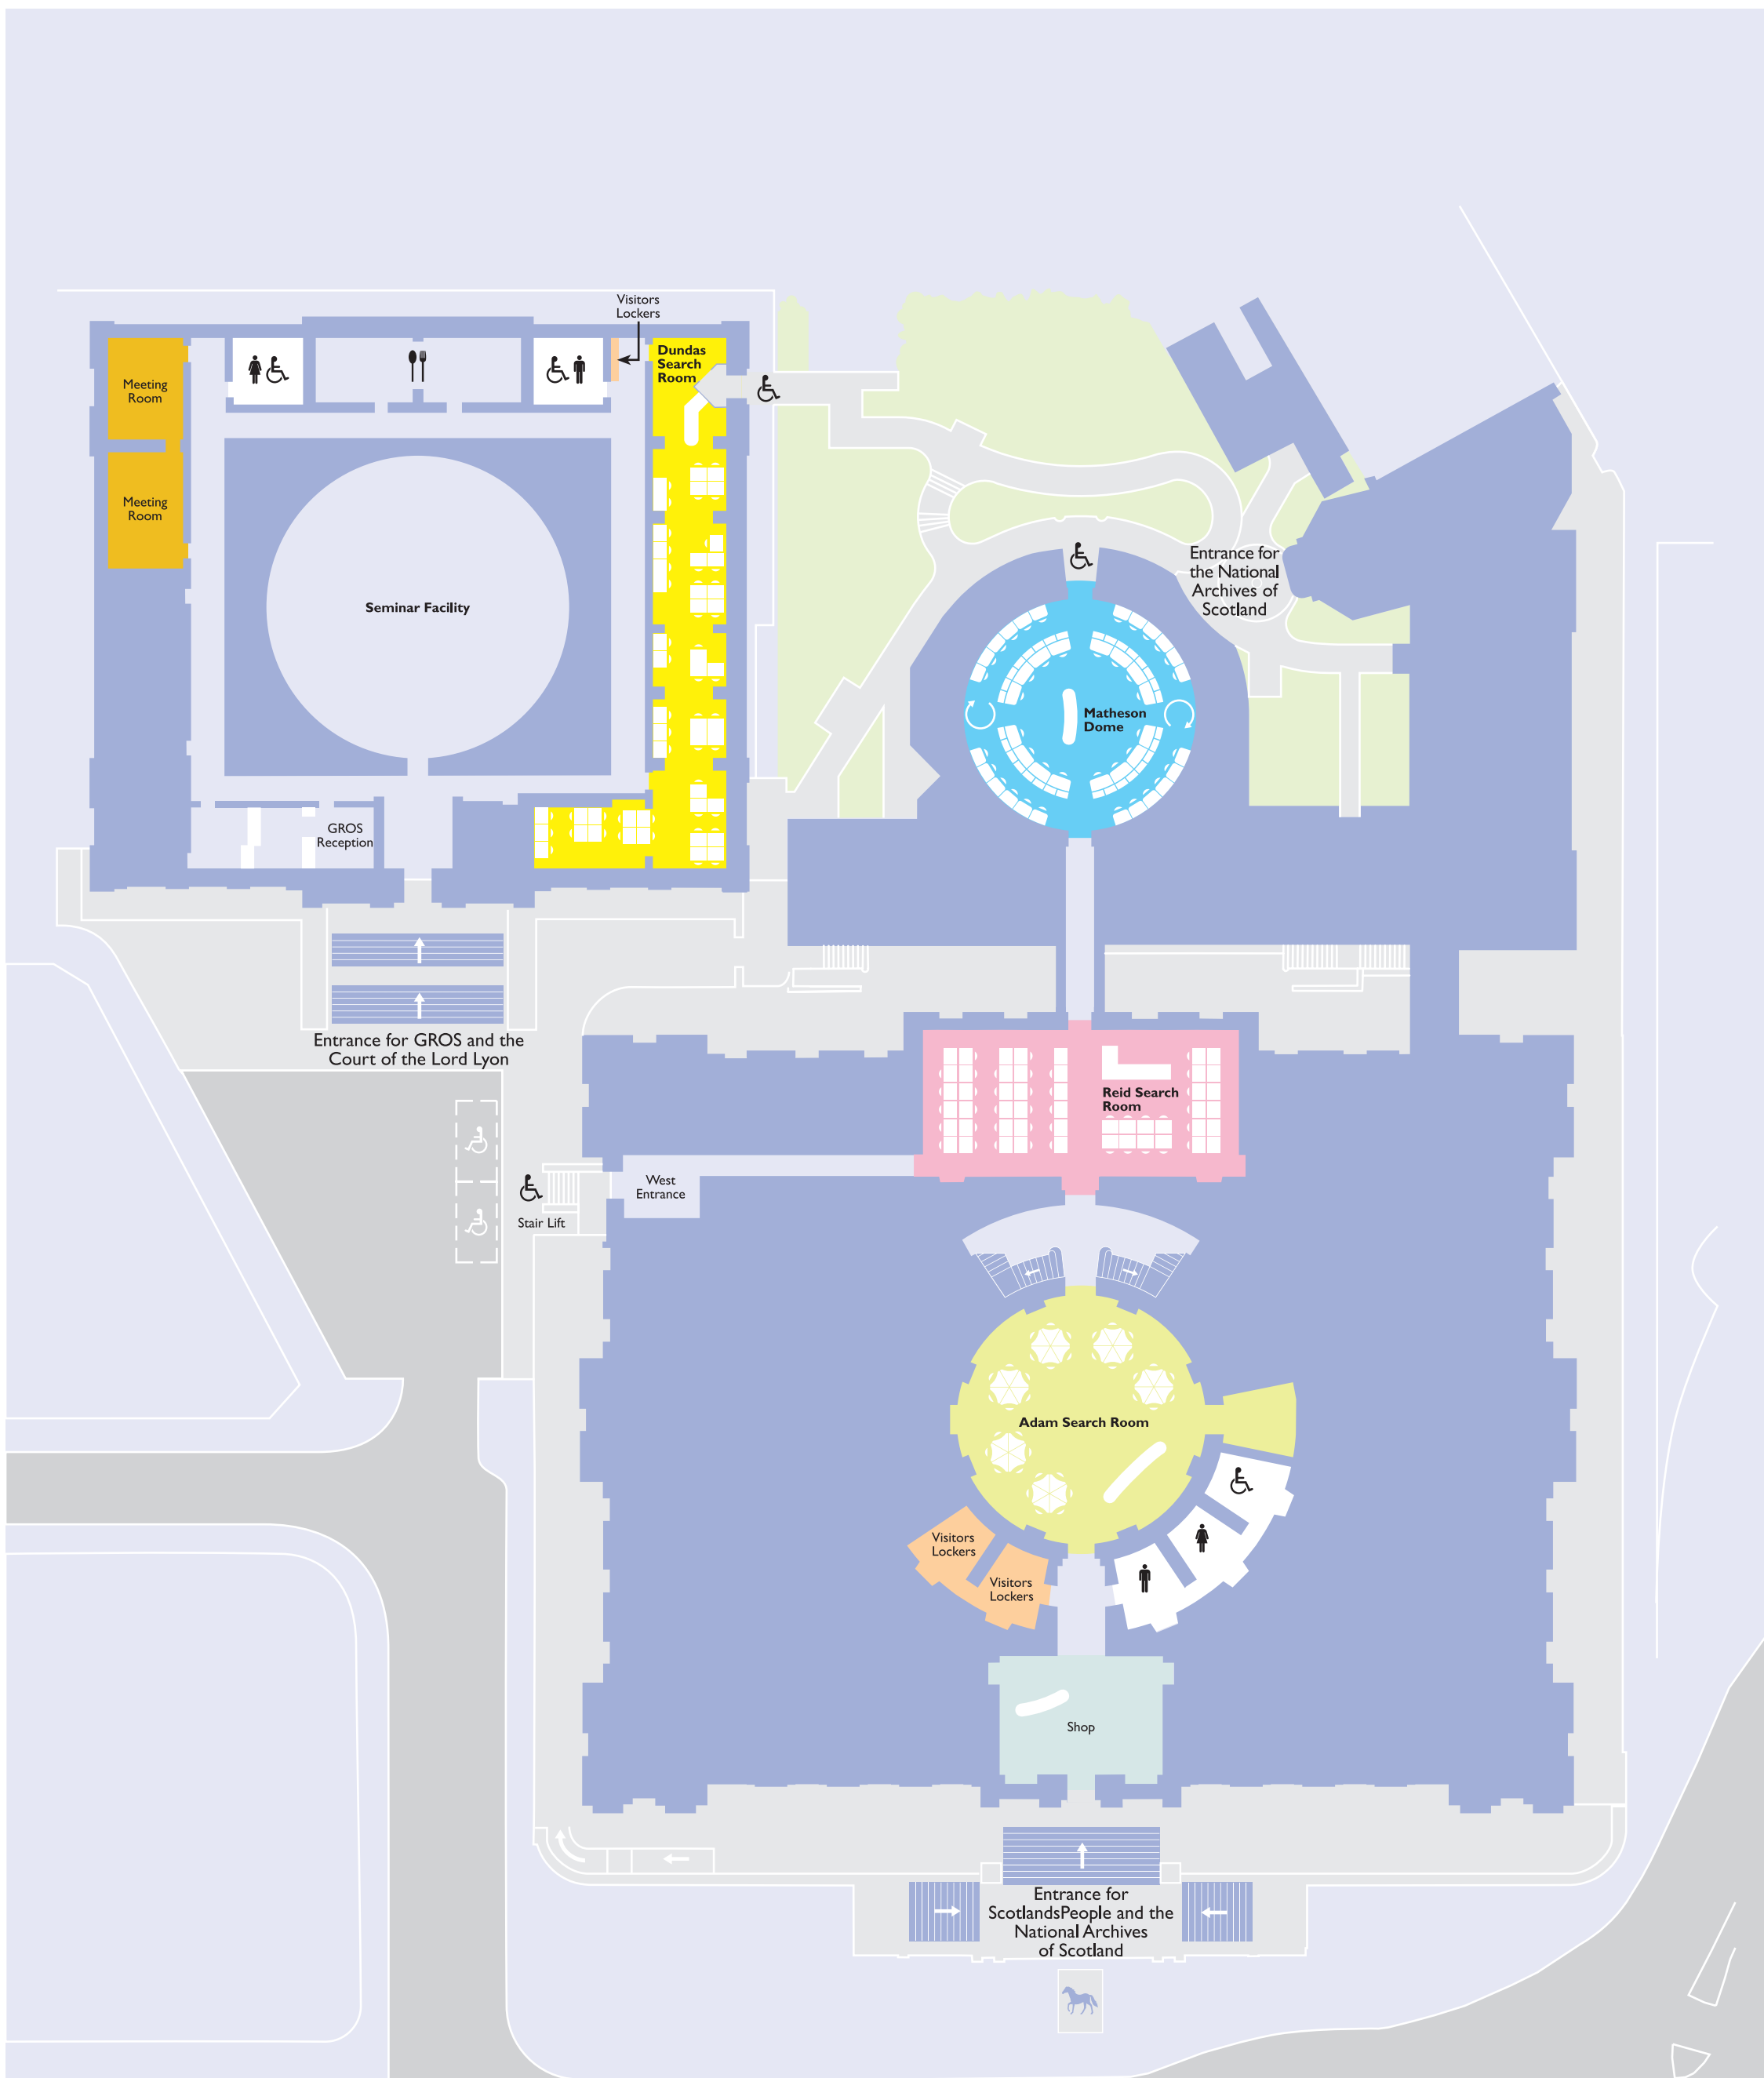 Visitors
Lockers
Dundas
Search
Room
Meeting
Room
Meeting
Room
Seminar Facility
Entrance for
the National
Archives of
Scotland
Matheson
Dome
GROS
Reception
Entrance for GROS and the
Court of the Lord Lyon
Reid Search
Room
West
Entrance
Stair Lift
Adam Search Room
Visitors
Lockers
Visitors
Lockers
Shop
Entrance for
ScotlandsPeople and the
National Archives
of Scotland